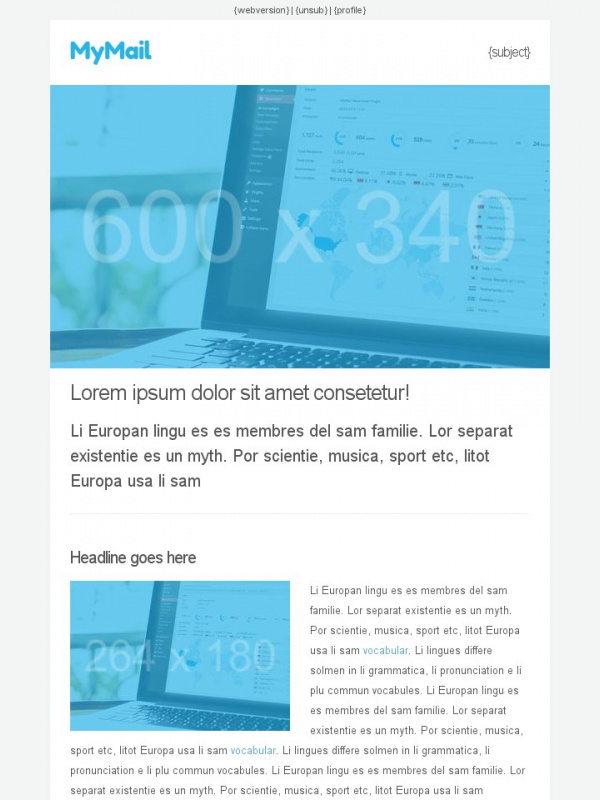 {webversion} | {unsub} | {profile}
MyMail
{subject}
600 x 340
Lorem ipsum dolor sit amet consetetur!
Li Europan lingu es es membres del sam familie. Lor separat
existentie es un myth. Por scientie, musica, sport etc, litot
Europa usa li sam
Headline goes here
264 x 180
Li Europan lingu es es membres del sam
familie. Lor separat existentie es un myth.
Por scientie, musica, sport etc, litot Europa
usa li sam vocabular. Li lingues differe
solmen in li grammatica, li pronunciation e li
plu commun vocabules. Li Europan lingu es
es membres del sam familie. Lor separat
existentie es un myth. Por scientie, musica,
sport etc, litot Europa usa li sam vocabular. Li lingues differe solmen in li grammatica, li
pronunciation e li plu commun vocabules. Li Europan lingu es es membres del sam familie. Lor
separat existentie es un myth. Por scientie, musica, sport etc, litot Europa usa li sam